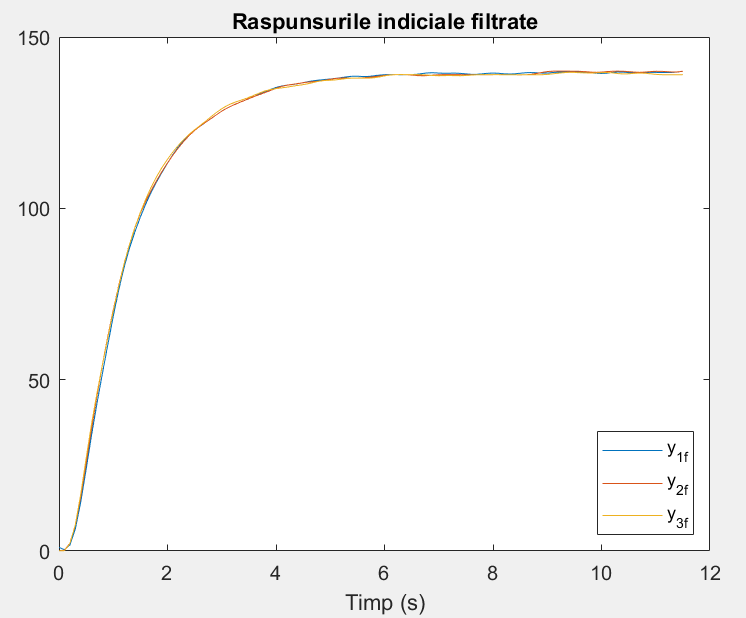 Raspunsurile indiciale filtrate
150
100
50
0
0 2 4 6 8 10 12
Timp (s)
y1f
y2f
y3f